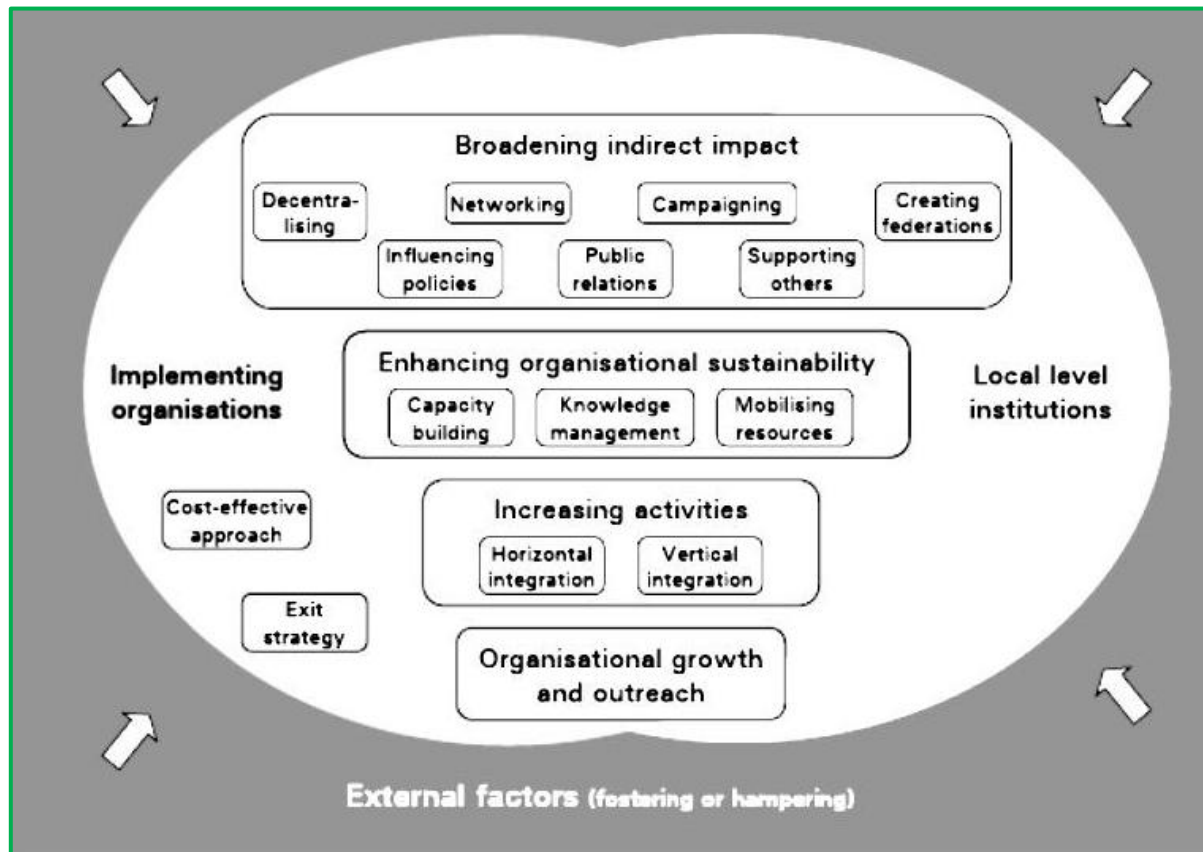 Broadening indirect impact
Decentra-
lising
Networking
Campaigning
Creating
federations
Influencing
policies
Public
relations
Supporting
others
Implementing
organisations
Enhancing organisational sustainability
Capacity
building
Knowledge
management
Mobilising
resources
Local level
institutions
Cost-effective
approach
Increasing activities
Horizontal
integration
Vertical
integration
Exit
strategy
Organisational growth
and outreach
External factors (fostering or hampering)